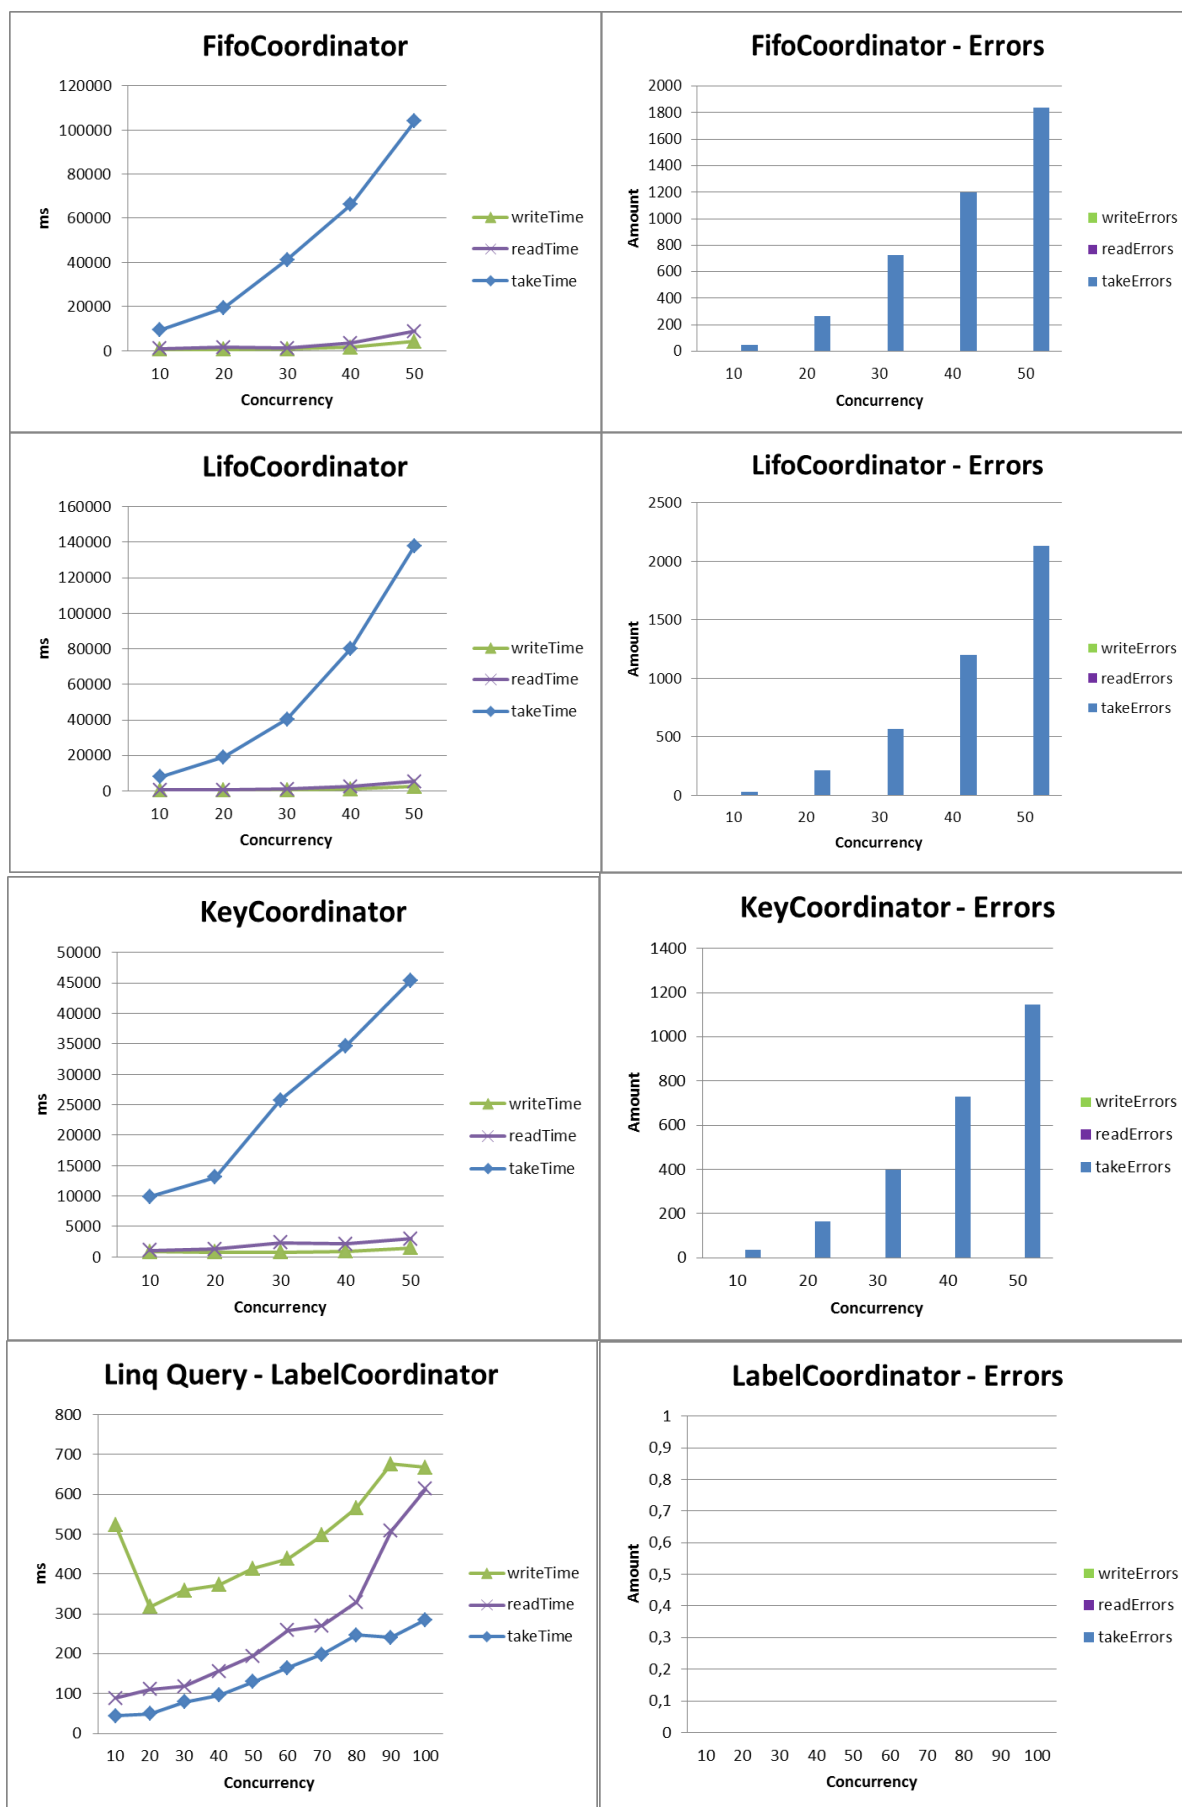 FifoCoordinator
120000
100000
80000
60000
40000
20000
0
ms
10 20 30 40 50
Concurrency
writeTime
readTime
takeTime
FifoCoordinator - Errors
2000
1800
1600
1400
1200
1000
800
600
400
200
0
Amount
10 20 30 40 50
Concurrency
writeErrors
readErrors
takeErrors
LifoCoordinator
160000
140000
120000
100000
80000
60000
40000
20000
0
ms
10 20 30 40 50
Concurrency
writeTime
readTime
takeTime
LifoCoordinator - Errors
2500
2000
1500
1000
500
0
Amount
10 20 30 40 50
Concurrency
writeErrors
readErrors
takeErrors
KeyCoordinator
50000
45000
40000
35000
30000
25000
20000
15000
10000
5000
0
ms
10 20 30 40 50
Concurrency
writeTime
readTime
takeTime
KeyCoordinator - Errors
1400
1200
1000
800
600
400
200
0
Amount
10 20 30 40 50
Concurrency
writeErrors
readErrors
takeErrors
Linq Query - LabelCoordinator
800
700
600
500
400
300
200
100
0
ms
10 20 30 40 50 60 70 80 90 100
Concurrency
writeTime
readTime
takeTime
LabelCoordinator - Errors
1
0,9
0,8
0,7
0,6
0,5
0,4
0,3
0,2
0,1
0
Amount
10 20 30 40 50 60 70 80 90 100
Concurrency
writeErrors
readErrors
takeErrors